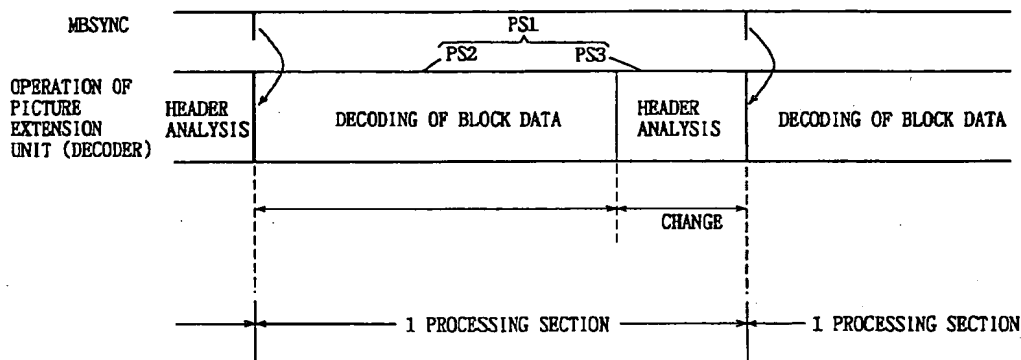 MBSYNC
PS1
PS2
PS3
OPERATION OF
PICTURE
EXTENSION
UNIT (DECODER)
HEADER
ANALYSIS
DECODING OF BLOCK DATA
HEADER
ANALYSIS
DECODING OF BLOCK DATA
CHANGE
1 PROCESSING SECTION
1 PROCESSING SECTION